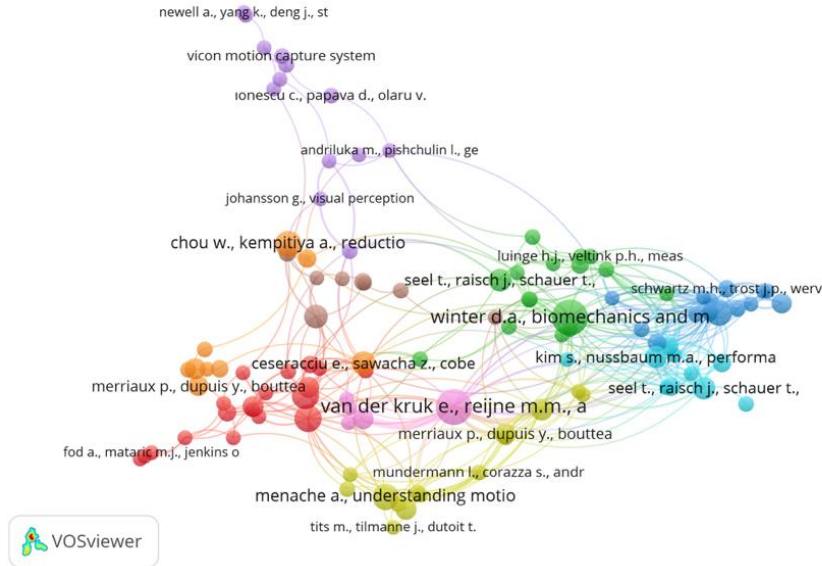 newell a., yang k., deng j., st
vicon motion capture system
ionescu c., papava d., olaru v.
andriluka m., pishchulin l., ge
johansson g., visual perception
chou w., kempitiya a., reductio
luinge h.j., veltink p.h., meas
seel t., raisch j., schauer t.,
schwartz m.h., trost j.p., werv
winter d.a., biomechanics and m
kim s., nussbaum m.a., performa
ceseracciu e., sawacha z., cobe
merriaux p., dupuis y., bouttea
seel t., raisch j., schauer t.,
van der kruk e., reijne m.m., a
merriaux p., dupuis y., bouttea
fod a., mataric m.j., jenkins o
mundermann l., corazza s., andr
menache a., understanding motio
tits m., tilmanne j., dutoit t.
VOSviewer